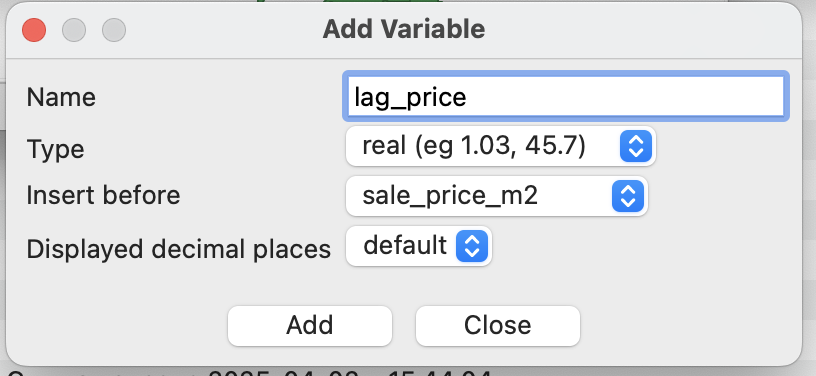 Add Variable
Name lag_price
Type real (eg 1.03, 45.7)
Insert before sale_price_m2
Displayed decimal places default
Add Close